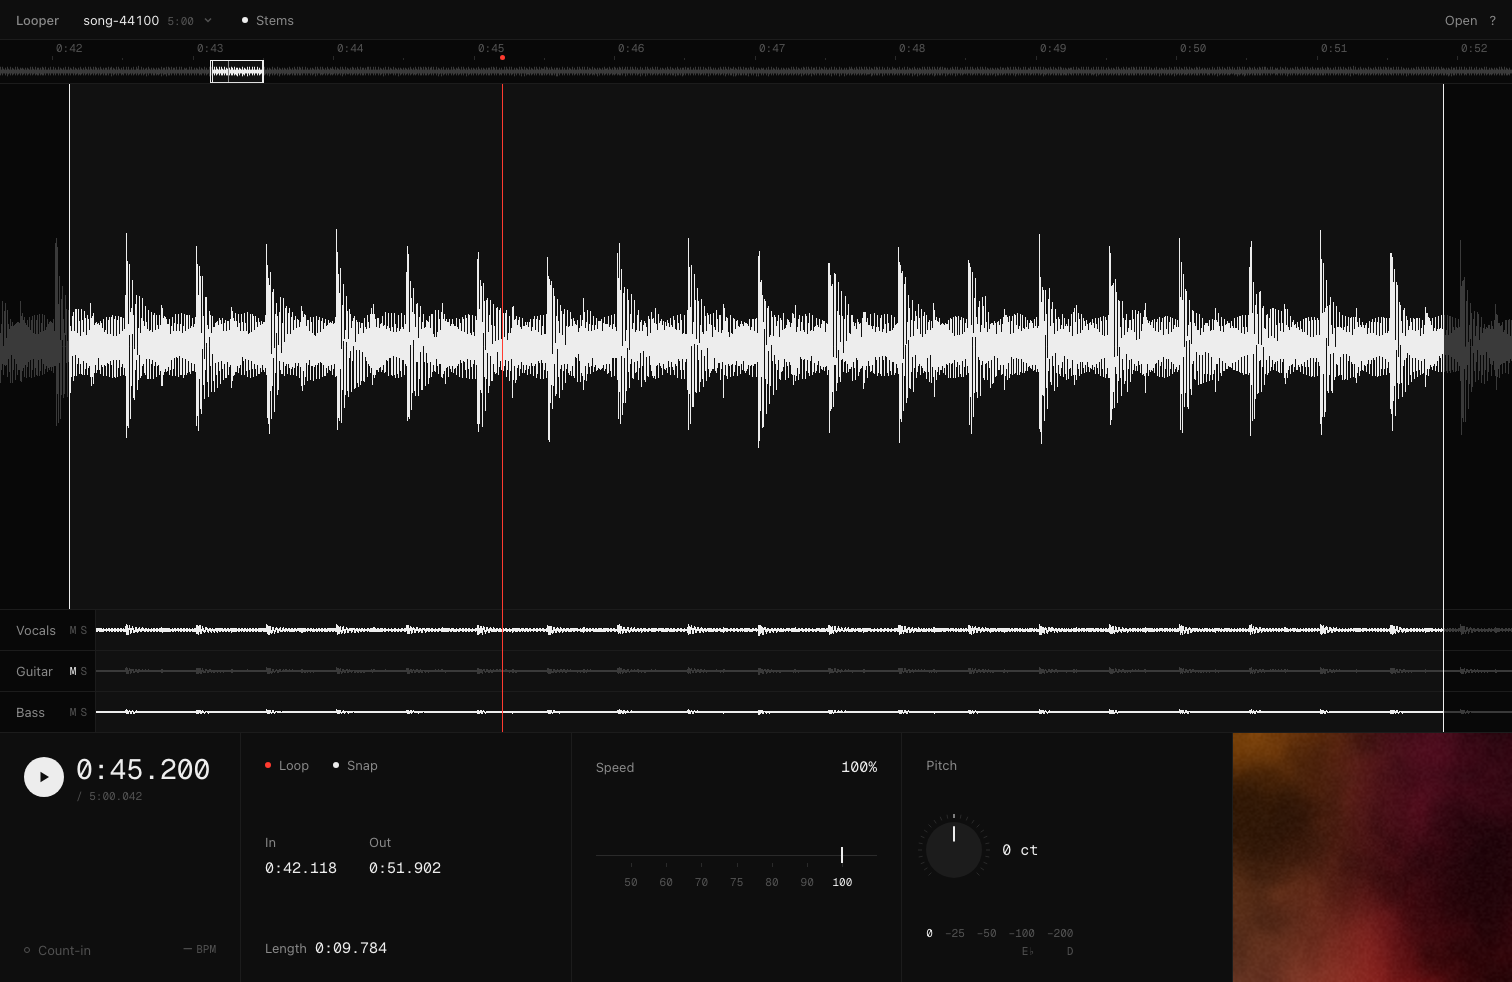 Looper song-44100 5:00 Stems Open ?
0:42 0:43 0:44 0:45 0:46 0:47 0:48 0:49 0:50 0:51 0:52
Vocals M S
Guitar M S
Bass M S
0:45.200
/ 5:00.042
Count-in — BPM
Loop Snap
In Out
0:42.118 0:51.902
Length 0:09.784
Speed 100%
50 60 70 75 80 90 100
Pitch
0 ct
0 -25 -50 -100 -200
E♭ D